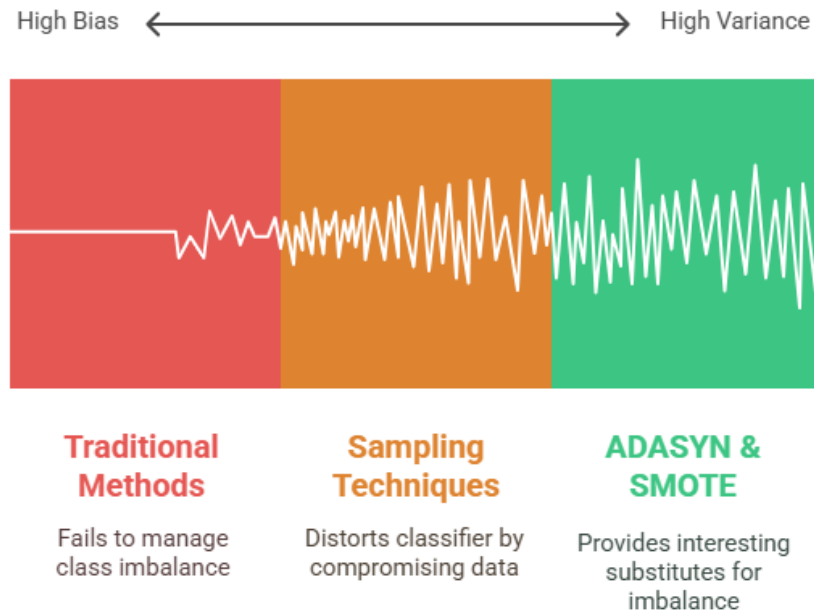 High Bias
High Variance
Traditional
Methods
Fails to manage
class imbalance
Sampling
Techniques
Distorts classifier by
compromising data
ADASYN &
SMOTE
Provides interesting
substitutes for
imbalance